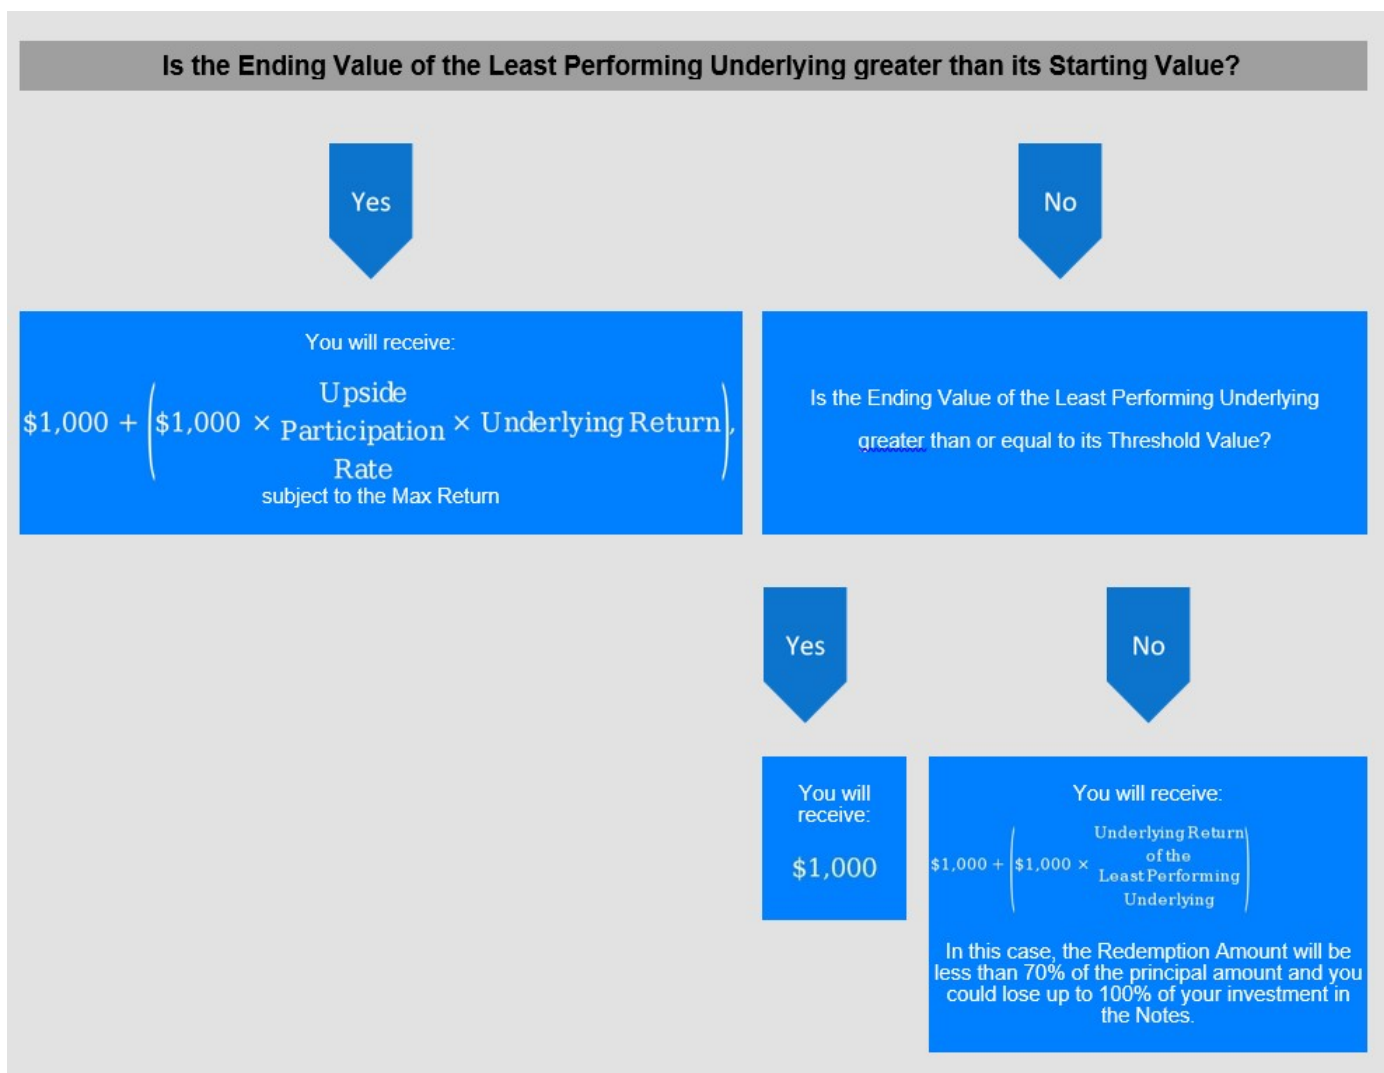 Is the Ending Value of the Least Performing Underlying greater than its Starting Value?
Yes
No
You will receive:
$1,000 + ($1,000 × Upside Participation Rate × Underlying Return),
subject to the Max Return
Is the Ending Value of the Least Performing Underlying
greater than or equal to its Threshold Value?
Yes
No
You will
receive:
$1,000
You will receive:
$1,000 + ($1,000 × Underlying Return of the Least Performing Underlying)
In this case, the Redemption Amount will be
less than 70% of the principal amount and you
could lose up to 100% of your investment in
the Notes.